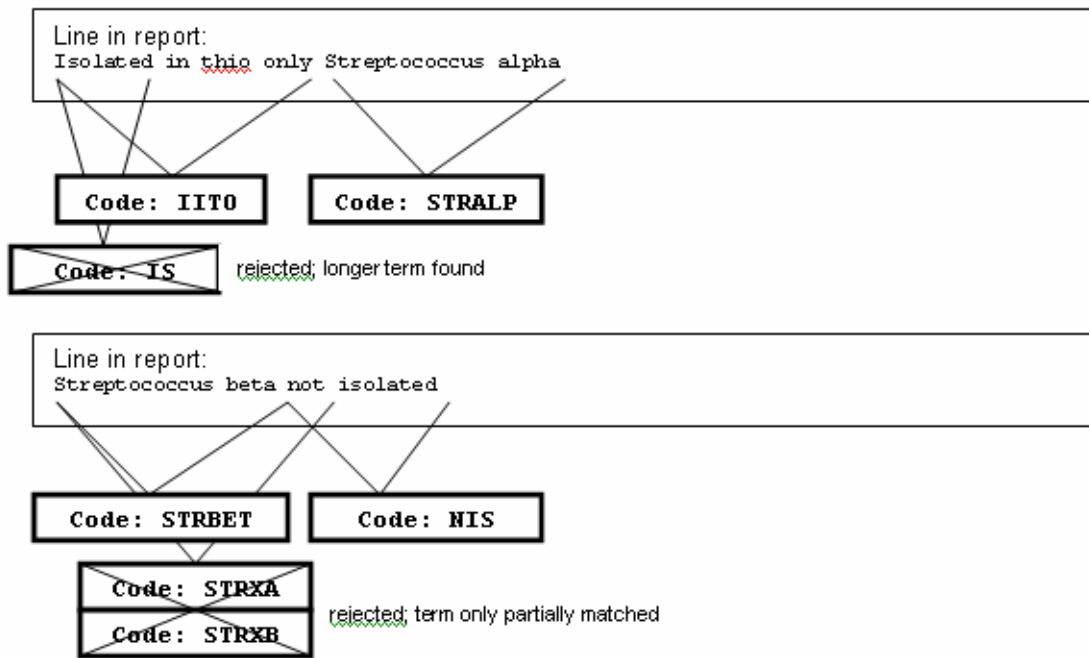 Line in report:
Isolated in thio only Streptococcus alpha
Code: IITO
Code: STRALP
Code: IS
rejected; longer term found
Line in report:
Streptococcus beta not isolated
Code: STRBET
Code: NIS
Code: STRXA
Code: STRXB
rejected; term only partially matched